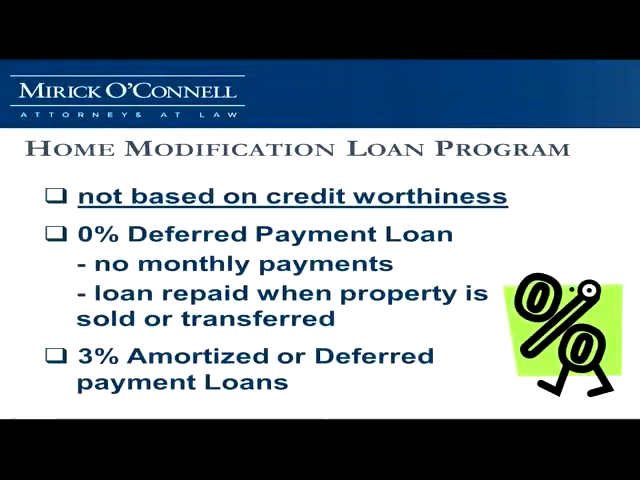 MIRICK O'CONNELL
ATTORNEYS AT LAW
HOME MODIFICATION LOAN PROGRAM
❑ not based on credit worthiness
❑ 0% Deferred Payment Loan
- no monthly payments
- loan repaid when property is
sold or transferred
❑ 3% Amortized or Deferred
payment Loans
%